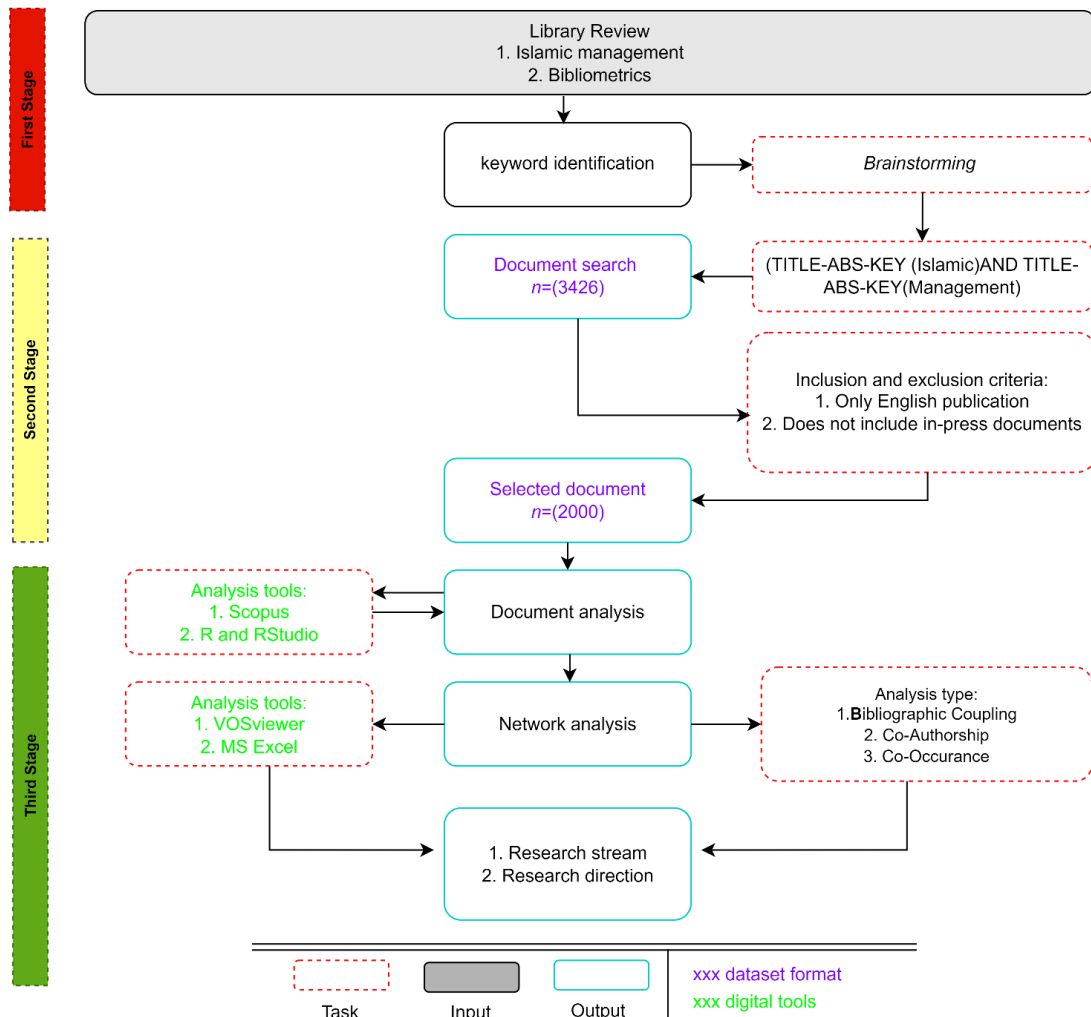 Library Review
1. Islamic management
2. Bibliometrics
First Stage
keyword identification
Brainstorming
Second Stage
Document search
n=(3426)
(TITLE-ABS-KEY (Islamic)AND TITLE-
ABS-KEY(Management)
Inclusion and exclusion criteria:
1. Only English publication
2. Does not include in-press documents
Selected document
n=(2000)
Third Stage
Analysis tools:
1. Scopus
2. R and RStudio
Document analysis
Analysis tools:
1. VOSviewer
2. MS Excel
Network analysis
Analysis type:
1.Bibliographic Coupling
2. Co-Authorship
3. Co-Occurance
1. Research stream
2. Research direction
Task
Input
Output
xxx dataset format
xxx digital tools